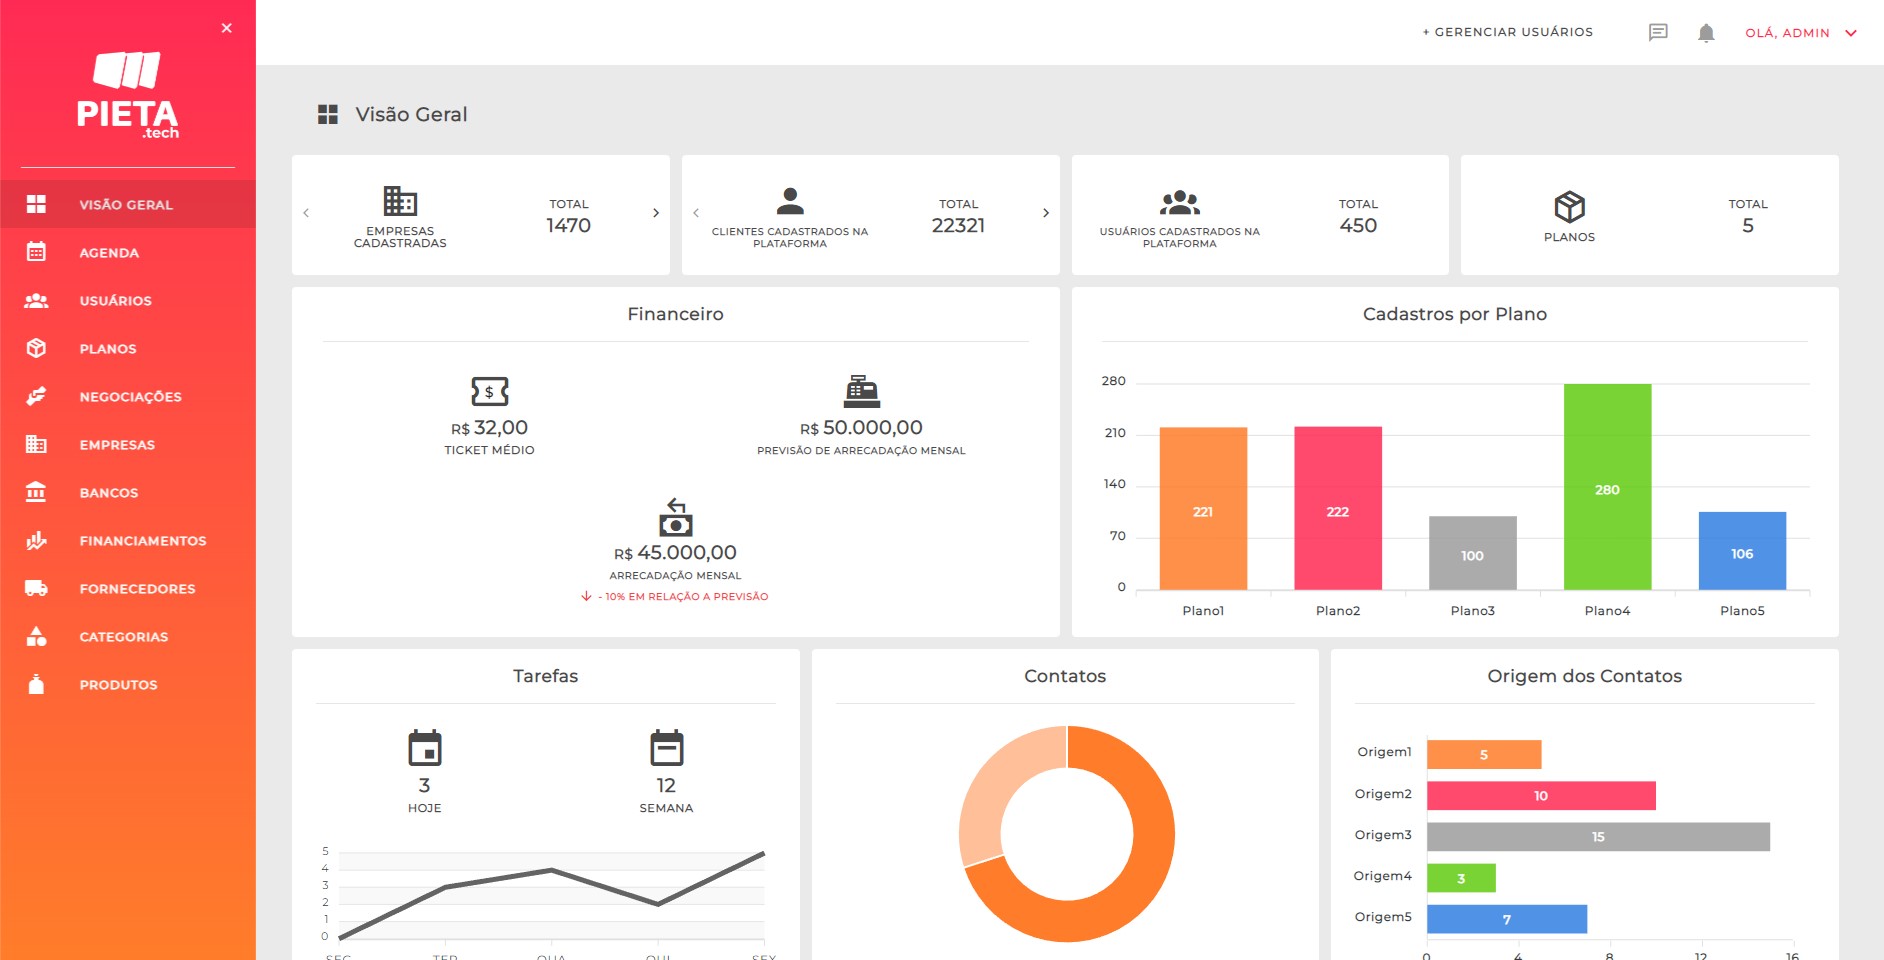 ×
PIETA
.tech
VISÃO GERAL
AGENDA
USUÁRIOS
PLANOS
NEGOCIAÇÕES
EMPRESAS
BANCOS
FINANCIAMENTOS
FORNECEDORES
CATEGORIAS
PRODUTOS
+ GERENCIAR USUÁRIOS
OLÁ, ADMIN
Visão Geral
EMPRESAS
CADASTRADAS
TOTAL
1470
CLIENTES CADASTRADOS NA
PLATAFORMA
TOTAL
22321
USUÁRIOS CADASTRADOS NA
PLATAFORMA
TOTAL
450
PLANOS
TOTAL
5
Financeiro
$
R$ 32,00
TICKET MÉDIO
R$ 50.000,00
PREVISÃO DE ARRECADAÇÃO MENSAL
R$ 45.000,00
ARRECADAÇÃO MENSAL
- 10% EM RELAÇÃO A PREVISÃO
Cadastros por Plano
280
210
140
70
0
221
222
100
280
106
Plano1
Plano2
Plano3
Plano4
Plano5
Tarefas
3
HOJE
12
SEMANA
5
4
3
2
1
0
SEG
TER
QUA
QUI
SEX
Contatos
Origem dos Contatos
Origem1
5
Origem2
10
Origem3
15
Origem4
3
Origem5
7
0
4
8
12
16